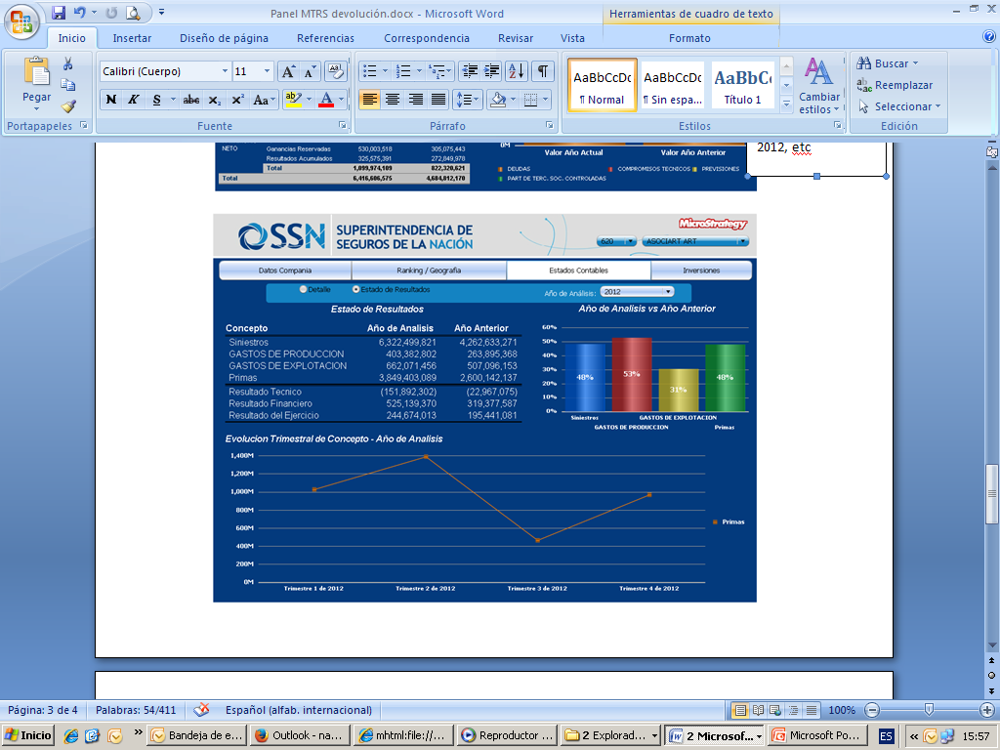 Panel MTRS devolución.docx - Microsoft Word
Herramientas de cuadro de texto
Inicio Insertar Diseño de página Referencias Correspondencia Revisar Vista Formato
Pegar
Portapapeles
Calibri (Cuerpo) 11
N K S abc x₂ x² Aa
Fuente
Párrafo
AaBbCcDc AaBbCcDc AaBbC
¶ Normal ¶ Sin espa... Título 1
Cambiar estilos
Estilos
Buscar
Reemplazar
Seleccionar
Edición
NETO Ganancias Reservadas 530,003,518 305,075,443
Resultados Acumulados 325,575,391 272,849,978
Total 1,099,974,109 822,320,621
Total 6,416,606,575 4,684,812,170
0M
Valor Año Actual Valor Año Anterior
DEUDAS COMPROMISOS TECNICOS PREVISIONES
PART DE TERC. SOC. CONTROLADAS
2012, etc
SSN SUPERINTENDENCIA DE
SEGUROS DE LA NACIÓN
MicroStrategy
620 ASOCIART ART
Datos Compania Ranking / Geografia Estados Contables Inversiones
Detalle Estado de Resultados Año de Análisis: 2012
Estado de Resultados
Concepto Año de Analisis Año Anterior
Siniestros 6,322,499,821 4,262,633,271
GASTOS DE PRODUCCION 403,382,802 263,895,368
GASTOS DE EXPLOTACION 662,071,456 507,096,153
Primas 3,849,403,089 2,600,142,137
Resultado Tecnico (151,892,302) (22,967,075)
Resultado Financiero 525,139,370 319,377,587
Resultado del Ejercicio 244,674,013 195,441,081
Año de Analisis vs Año Anterior
60%
50%
40%
30%
20%
10%
0%
48% 53% 31% 48%
Siniestros GASTOS DE EXPLOTACION
GASTOS DE PRODUCCION Primas
Evolucion Trimestral de Concepto - Año de Analisis
1,400M
1,200M
1,000M
800M
600M
400M
200M
0M
Primas
Trimestre 1 de 2012 Trimestre 2 de 2012 Trimestre 3 de 2012 Trimestre 4 de 2012
Página: 3 de 4 Palabras: 54/411 Español (alfab. internacional) 100%
Inicio » Bandeja de e... Outlook - na... mhtml:file://... Reproductor ... 2 Explorad... 2 Microsof... Microsoft Po... ES « 15:57